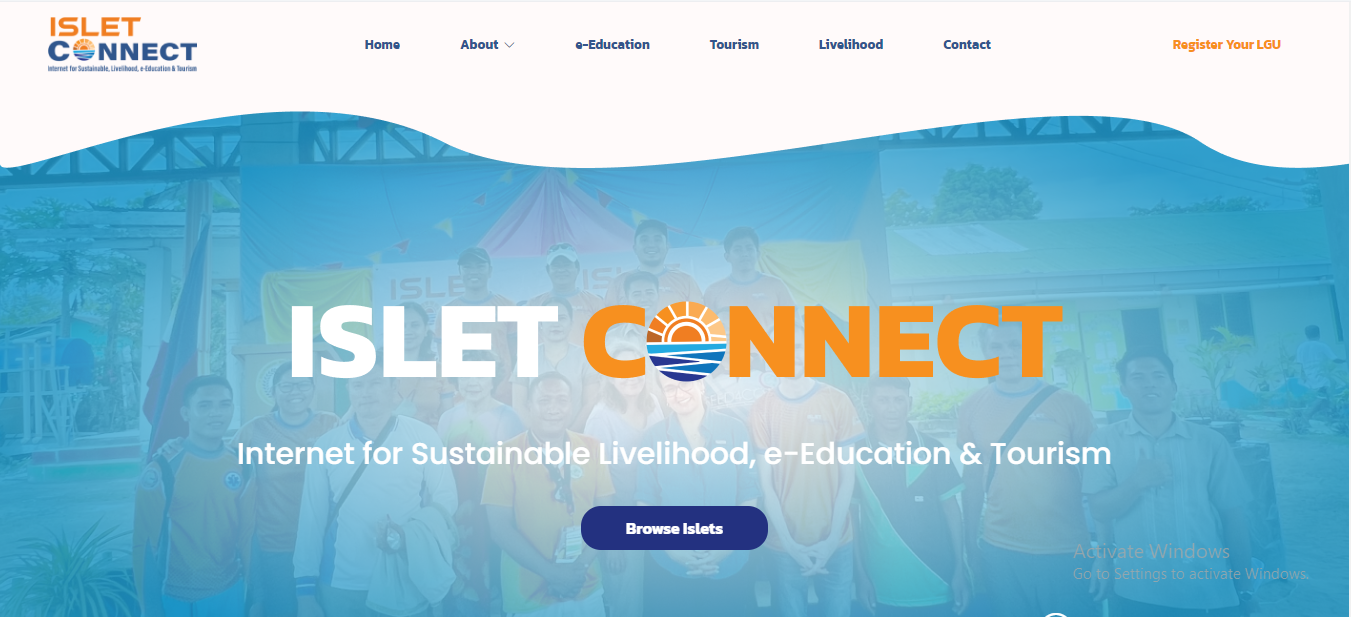 ISLET
CONNECT
Internet for Sustainable, Livelihood, e-Education & Tourism
Home
About
e-Education
Tourism
Livelihood
Contact
Register Your LGU
ISLE
ISLET CONNECT
Internet for Sustainable Livelihood, e-Education & Tourism
Browse Islets
Activate Windows
Go to Settings to activate Windows.